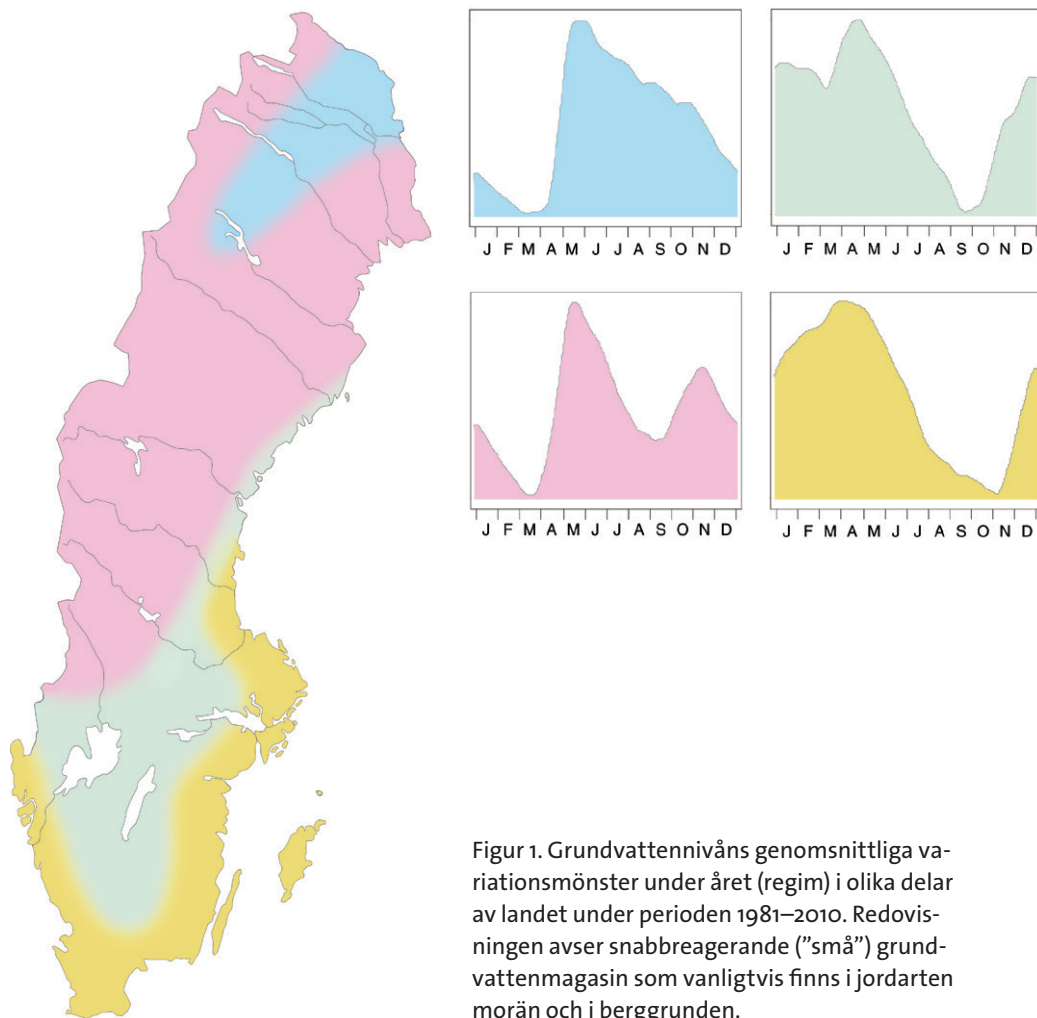 J F M A M J J A S O N D
J F M A M J J A S O N D
J F M A M J J A S O N D
J F M A M J J A S O N D
Figur 1. Grundvattennivåns genomsnittliga va-
riationsmönster under året (regim) i olika delar
av landet under perioden 1981–2010. Redovis-
ningen avser snabbreagerande (”små”) grund-
vattenmagasin som vanligtvis finns i jordarten
morän och i berggrunden.